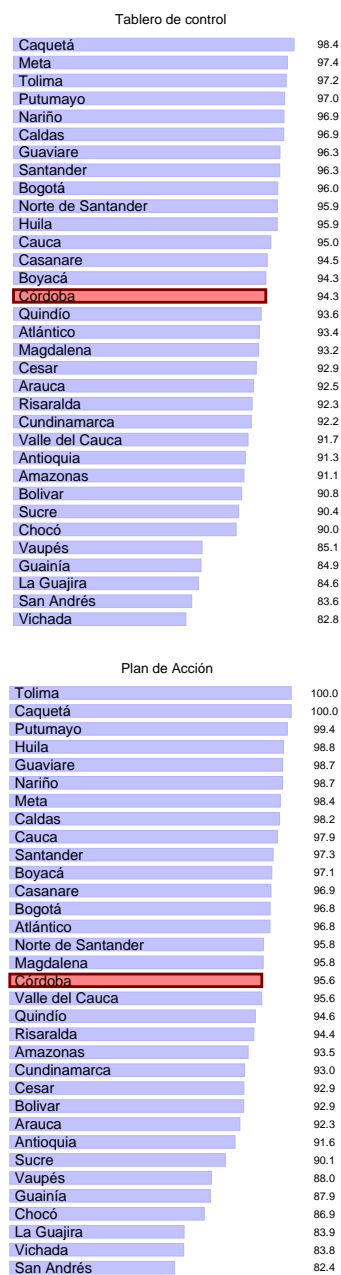 Tablero de control
Caquetá 98.4
Meta 97.4
Tolima 97.2
Putumayo 97.0
Nariño 96.9
Caldas 96.9
Guaviare 96.3
Santander 96.3
Bogotá 96.0
Norte de Santander 95.9
Huila 95.9
Cauca 95.0
Casanare 94.5
Boyacá 94.3
Córdoba 94.3
Quindío 93.6
Atlántico 93.4
Magdalena 93.2
Cesar 92.9
Arauca 92.5
Risaralda 92.3
Cundinamarca 92.2
Valle del Cauca 91.7
Antioquia 91.3
Amazonas 91.1
Bolivar 90.8
Sucre 90.4
Chocó 90.0
Vaupés 85.1
Guainía 84.9
La Guajira 84.6
San Andrés 83.6
Vichada 82.8
Plan de Acción
Tolima 100.0
Caquetá 100.0
Putumayo 99.4
Huila 98.8
Guaviare 98.7
Nariño 98.7
Meta 98.4
Caldas 98.2
Cauca 97.9
Santander 97.3
Boyacá 97.1
Casanare 96.9
Bogotá 96.8
Atlántico 96.8
Norte de Santander 95.8
Magdalena 95.8
Córdoba 95.6
Valle del Cauca 95.6
Quindío 94.6
Risaralda 94.4
Amazonas 93.5
Cundinamarca 93.0
Cesar 92.9
Bolivar 92.9
Arauca 92.3
Antioquia 91.6
Sucre 90.1
Vaupés 88.0
Guainía 87.9
Chocó 86.9
La Guajira 83.9
Vichada 83.8
San Andrés 82.4